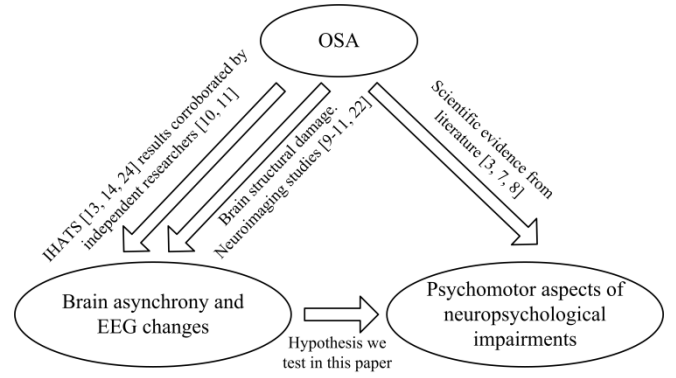 OSA
IHATS [13, 14, 24] results corroborated by
independent researchers [10, 11]
Brain structural damage.
Neuroimaging studies [9-11, 22]
Scientific evidence from
literature [3, 7, 8]
Brain asynchrony and
EEG changes
Hypothesis we
test in this paper
Psychomotor aspects of
neuropsychological
impairments